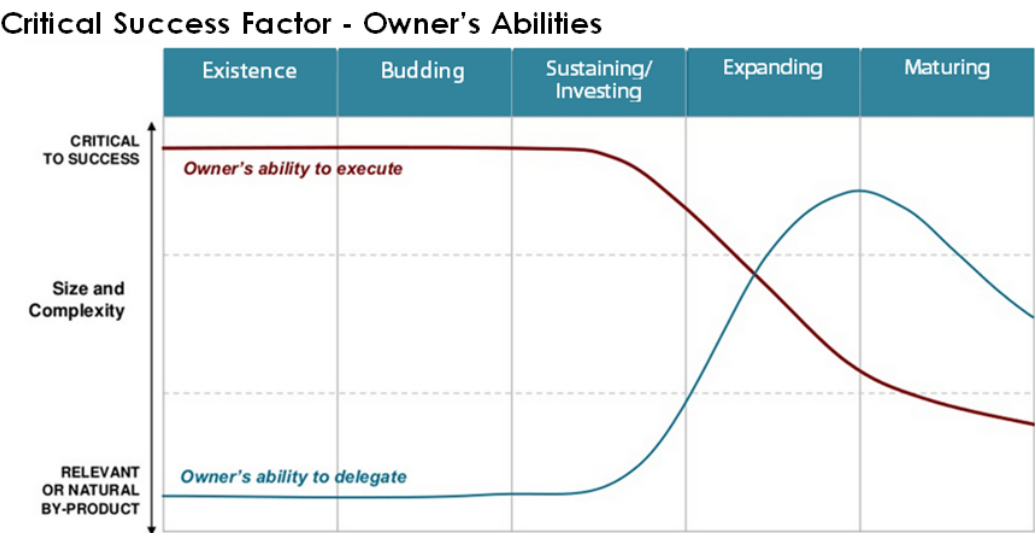 Critical Success Factor - Owner's Abilities
Existence
Budding
Sustaining/
Investing
Expanding
Maturing
CRITICAL
TO SUCCESS
Owner's ability to execute
Size and
Complexity
RELEVANT
OR NATURAL
BY-PRODUCT
Owner's ability to delegate